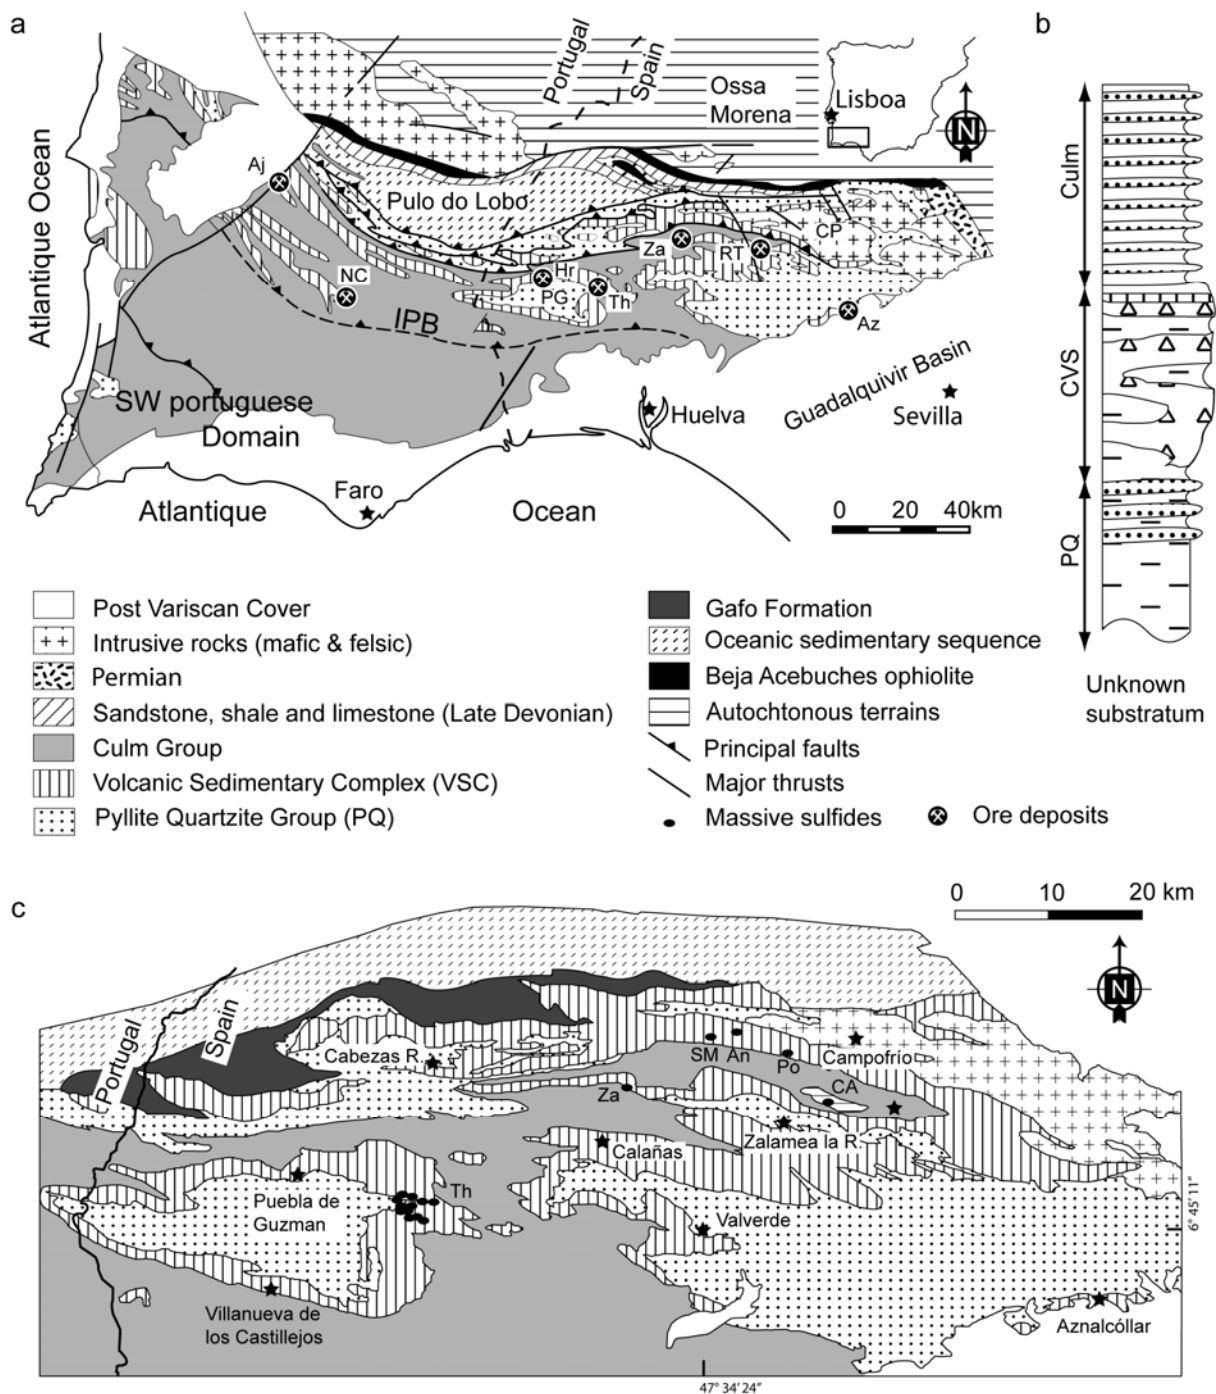 a
Portugal
Spain
Ossa
Morena
Lisboa
N
Atlantique Ocean
Aj
Pulo do Lobo
CP
Za
RT
NC
Hr
PG
Th
Az
IPB
SW portuguese
Domain
Guadalquivir Basin
Huelva
Sevilla
Faro
Atlantique
Ocean
0 20 40km
b
Culm
CVS
PQ
Unknown
substratum
Post Variscan Cover
Intrusive rocks (mafic & felsic)
Permian
Sandstone, shale and limestone (Late Devonian)
Culm Group
Volcanic Sedimentary Complex (VSC)
Pyllite Quartzite Group (PQ)
Gafo Formation
Oceanic sedimentary sequence
Beja Acebuches ophiolite
Autochtonous terrains
Principal faults
Major thrusts
Massive sulfides
Ore deposits
c
0 10 20 km
N
Portugal
Spain
Cabezas R.
SM An
Campofrío
Po
CA
Za
Zalamea la R.
Calañas
Puebla de
Guzman
Th
Valverde
6° 45' 11"
Villanueva de
los Castillejos
Aznalcóllar
47° 34' 24"